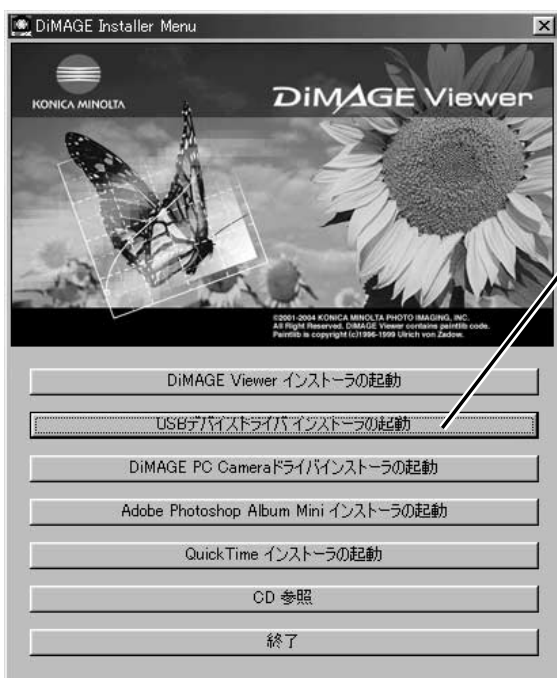 DiMAGE Installer Menu
KONICA MINOLTA
DiMAGE Viewer
©2001-2004 KONICA MINOLTA PHOTO IMAGING, INC.
All Right Reserved. DiMAGE Viewer contains paintlib code.
Paintlib is copyright (c)1996-1999 Ulrich von Zadow.
DiMAGE Viewer インストーラの起動
USBデバイスドライバ インストーラの起動
DiMAGE PC Cameraドライバインストーラの起動
Adobe Photoshop Album Mini インストーラの起動
QuickTime インストーラの起動
CD 参照
終了